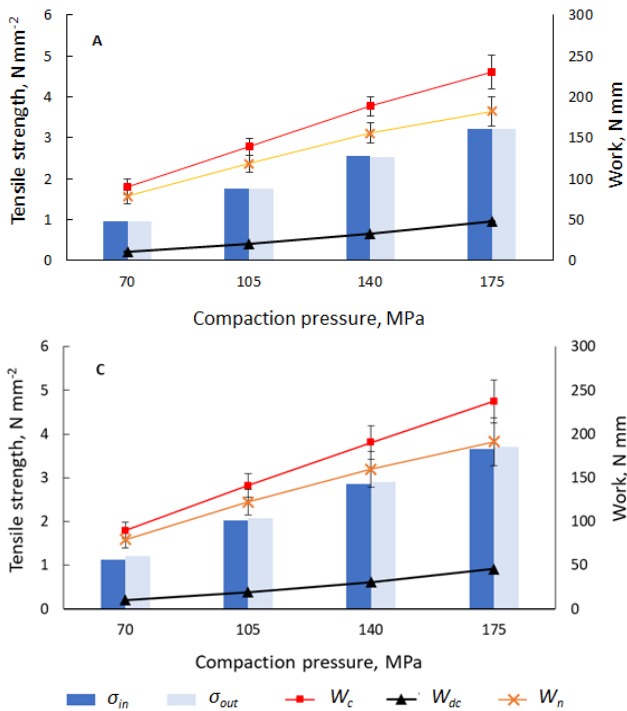 A
Tensile strength, N mm-2
Work, N mm
6
5
4
3
2
1
0
300
250
200
150
100
50
0
70 105 140 175
Compaction pressure, MPa
C
Tensile strength, N mm-2
Work, N mm
6
5
4
3
2
1
0
300
250
200
150
100
50
0
70 105 140 175
Compaction pressure, MPa
σin σout Wc Wdc Wn